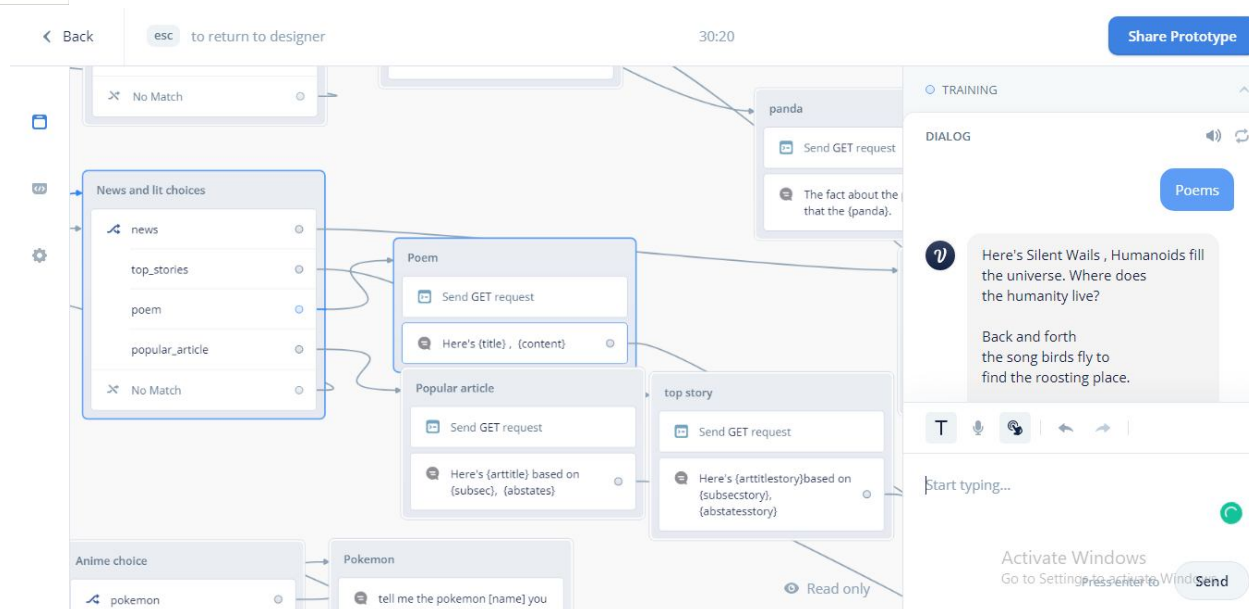 Back
esc to return to designer
30:20
Share Prototype
No Match
News and lit choices
news
top_stories
poem
popular_article
No Match
Poem
Send GET request
Here's {title} , {content}
Popular article
Send GET request
Here's {arttitle} based on
{subsec}, {abstates}
top story
Send GET request
Here's {arttitlestory}based on
{subsecstory},
{abstatesstory}
panda
Send GET request
The fact about the
that the {panda}.
Anime choice
pokemon
Pokemon
tell me the pokemon [name] you
Read only
TRAINING
DIALOG
Poems
Here's Silent Wails , Humanoids fill
the universe. Where does
the humanity live?
Back and forth
the song birds fly to
find the roosting place.
T
Start typing...
Activate Windows
Go to Settings to activate Windows
Press enter to
Send